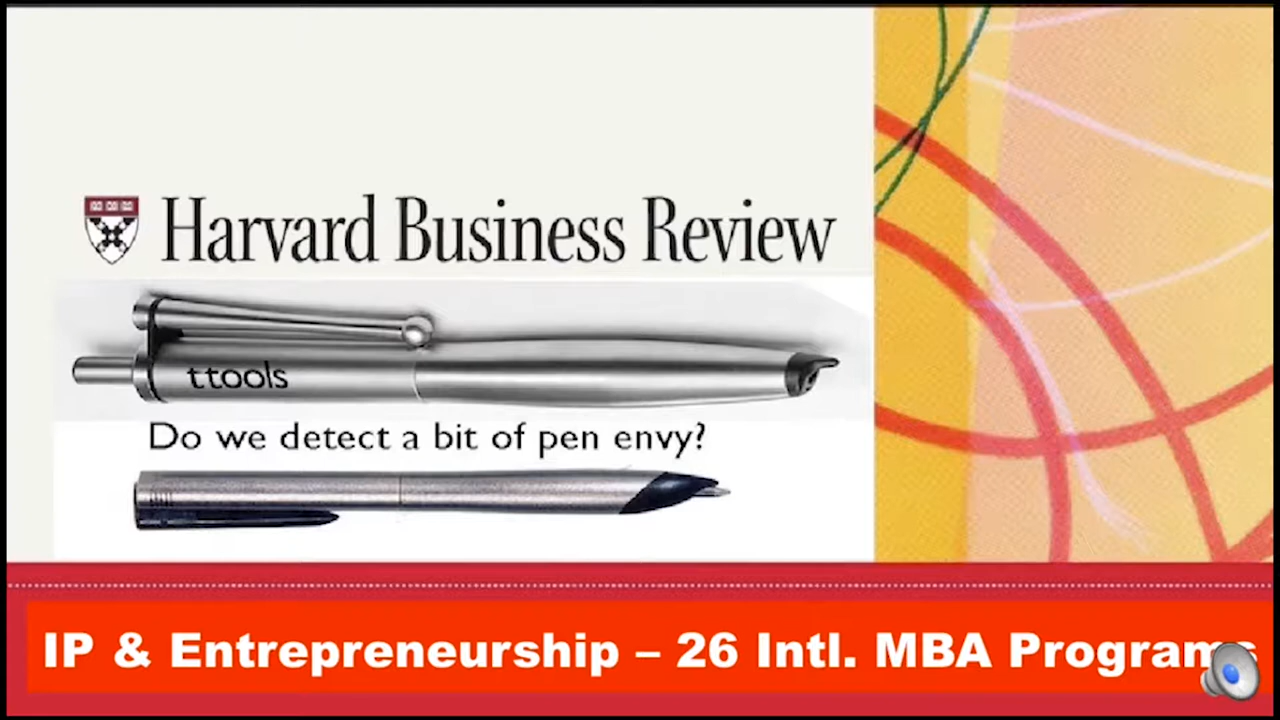 Harvard Business Review
ttools
Do we detect a bit of pen envy?
IP & Entrepreneurship – 26 Intl. MBA Programs